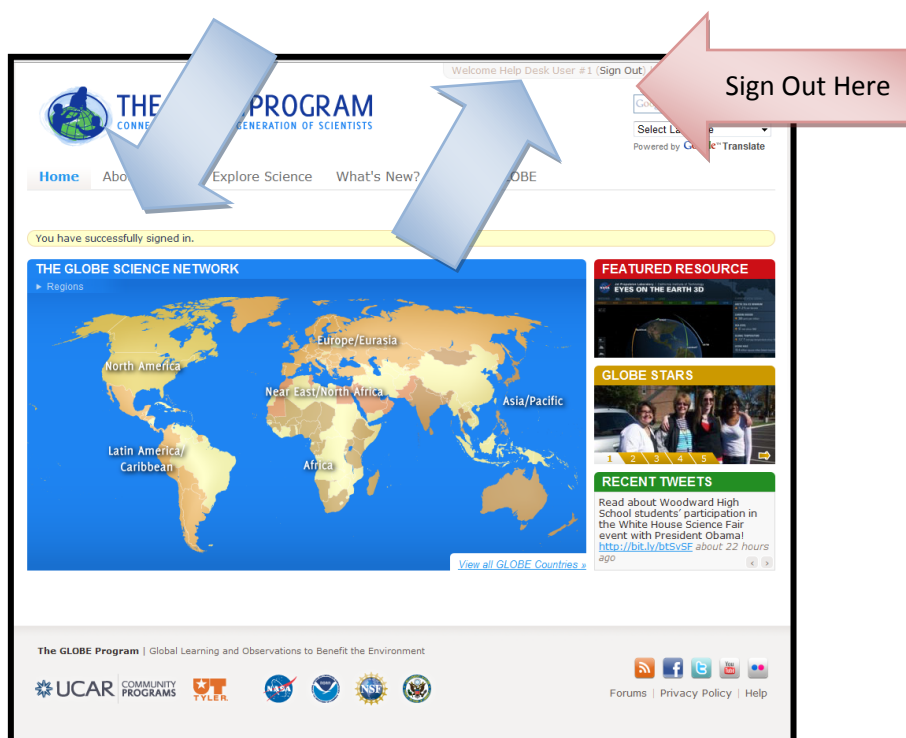 Welcome Help Desk User #1 (Sign Out)
Sign Out Here
THE PROGRAM
GENERATION OF SCIENTISTS
Powered by Translate
Home Explore Science What's New?
You have successfully signed in.
THE GLOBE SCIENCE NETWORK
Regions
North America
Europe/Eurasia
Near East/North Africa
Asia/Pacific
Latin America/
Caribbean
Africa
View all GLOBE Countries »
FEATURED RESOURCE
EYES ON THE EARTH 3D
GLOBE STARS
1 2 3 4 5
RECENT TWEETS
Read about Woodward High
School students' participation in
the White House Science Fair
event with President Obama!
http://bit.ly/btSvSF about 22 hours
ago
The GLOBE Program | Global Learning and Observations to Benefit the Environment
UCAR COMMUNITY
PROGRAMS
UT
TYLER
NASA
NSF
You
Forums | Privacy Policy | Help